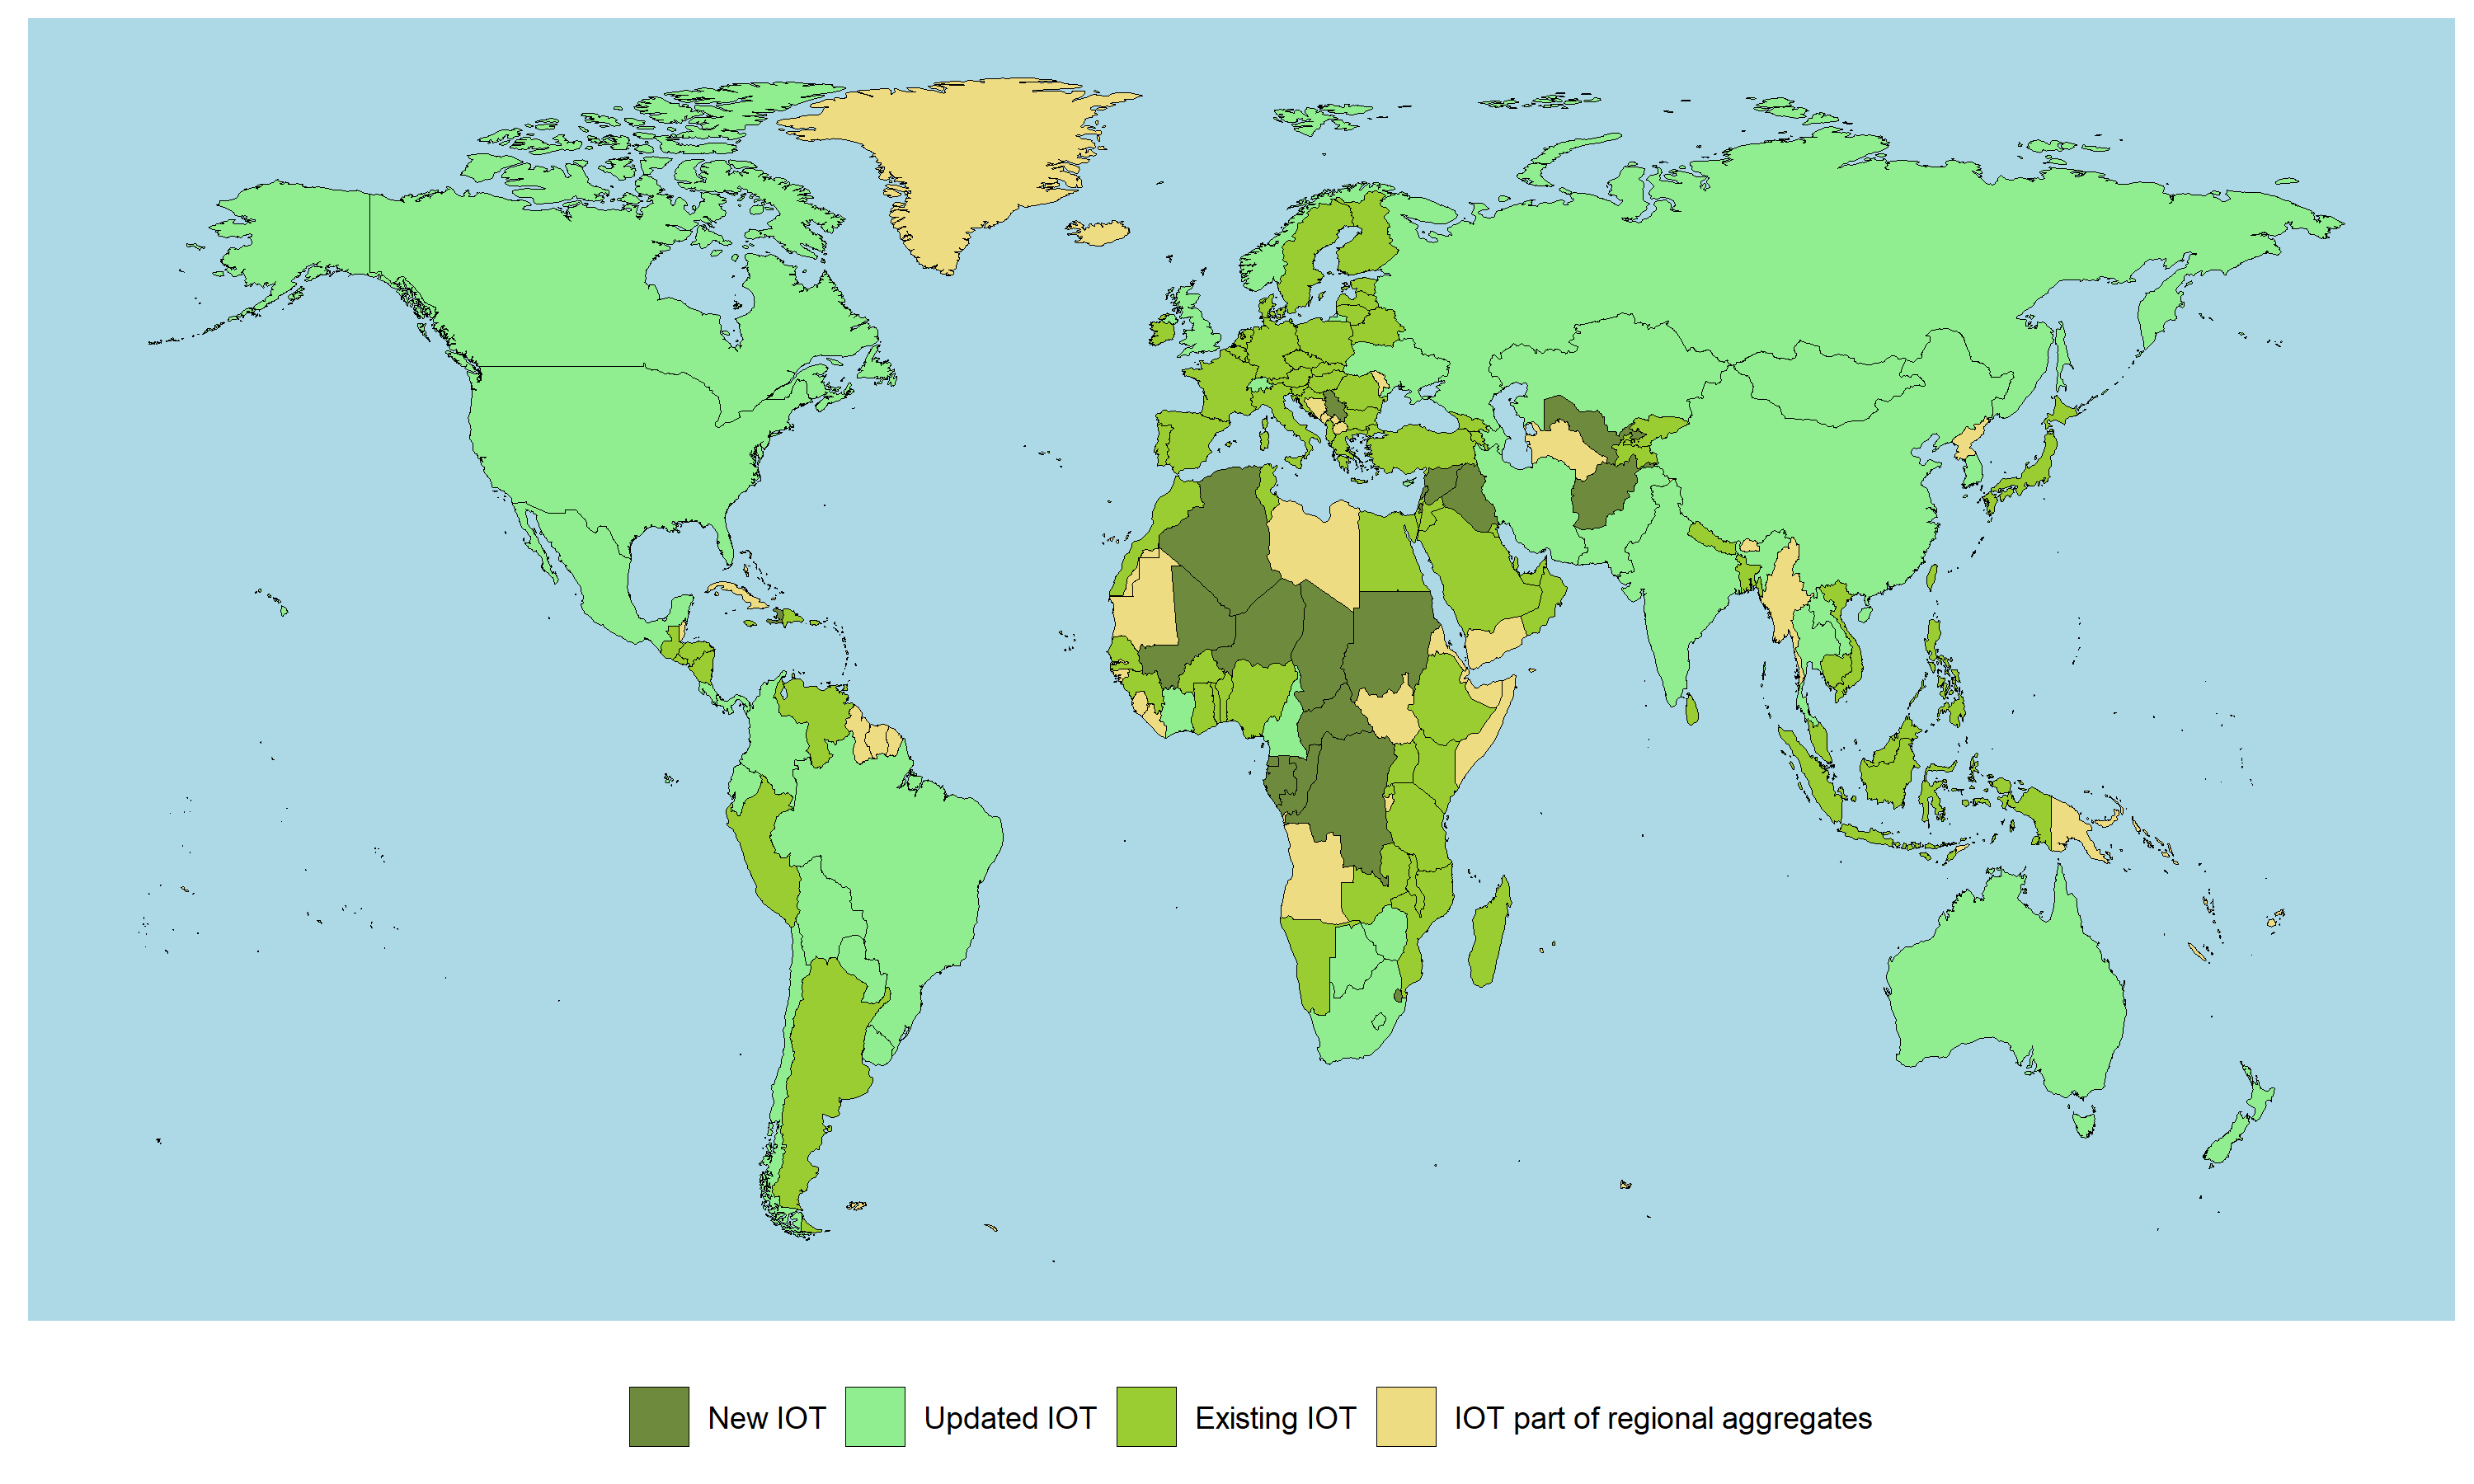 New IOT Updated IOT Existing IOT IOT part of regional aggregates